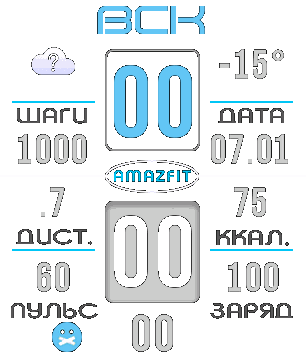 ВСК
?
00
-15°
ШАГИ
1000
ДАТА
07.01
AMAZFIT
.7
ДИСТ.
00
75
ККАЛ.
60
ПУЛЬС
100
ЗАРЯД
00